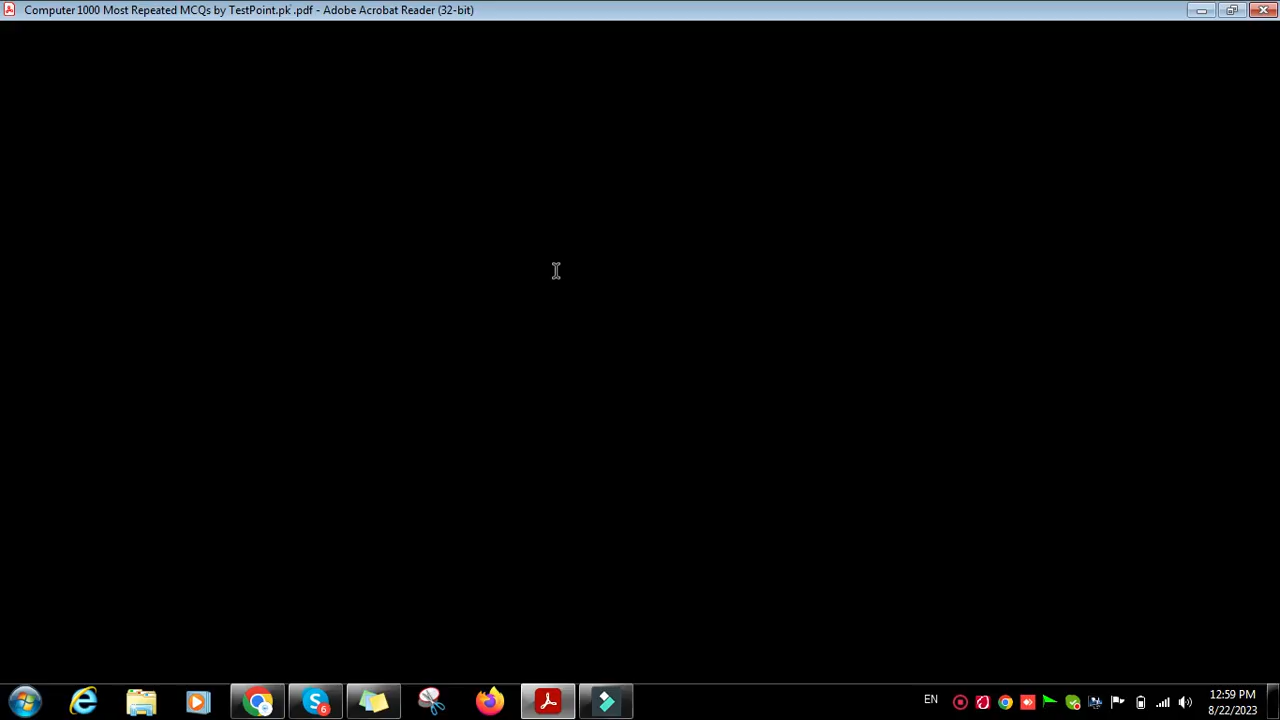 Computer 1000 Most Repeated MCQs by TestPoint.pk .pdf - Adobe Acrobat Reader (32-bit)
6
EN
12:59 PM
8/22/2023